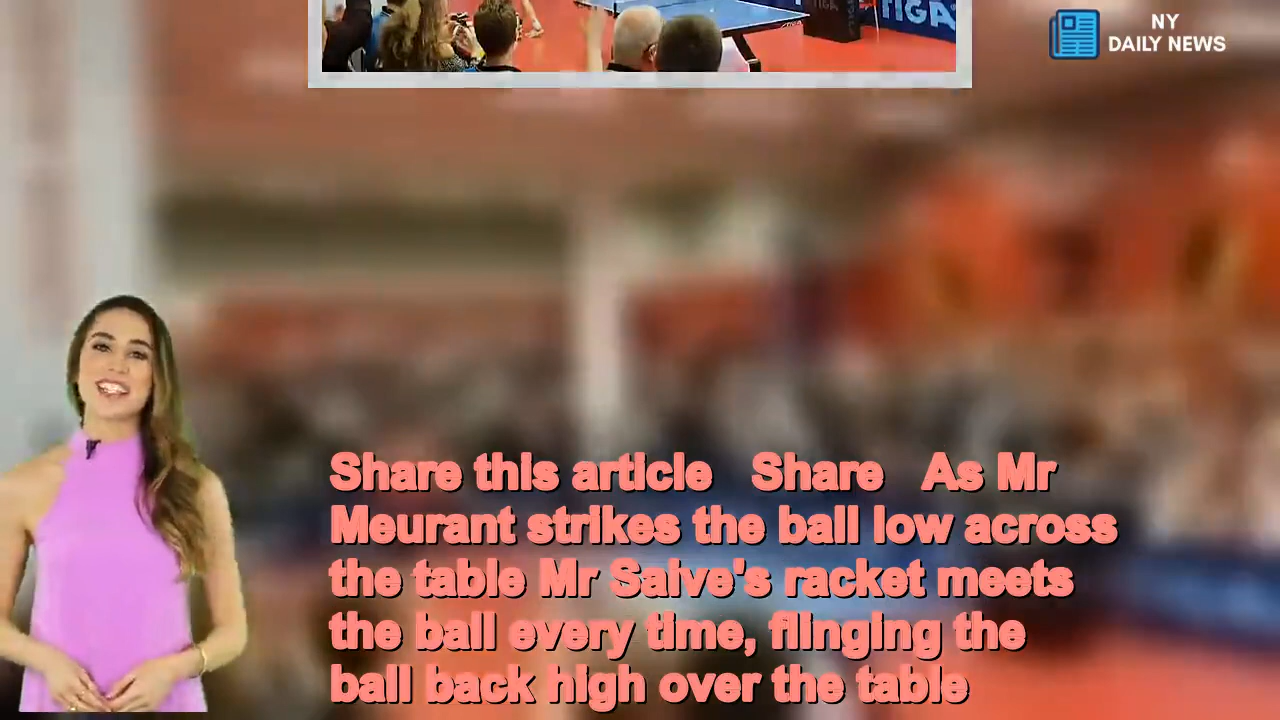 TIGA
NY
DAILY NEWS
Share this article Share As Mr
Meurant strikes the ball low across
the table Mr Saive's racket meets
the ball every time, flinging the
ball back high over the table